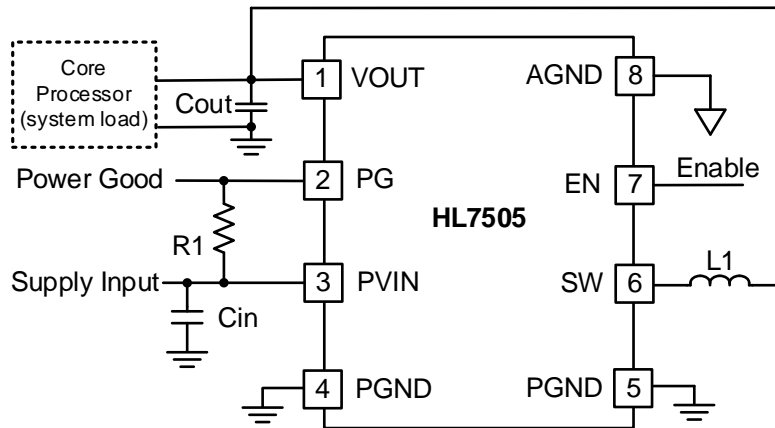 Core
Processor
(system load)
Cout
1 VOUT
AGND 8
Power Good
2 PG
EN 7
Enable
HL7505
R1
Supply Input
3 PVIN
SW 6
L1
Cin
4 PGND
PGND 5